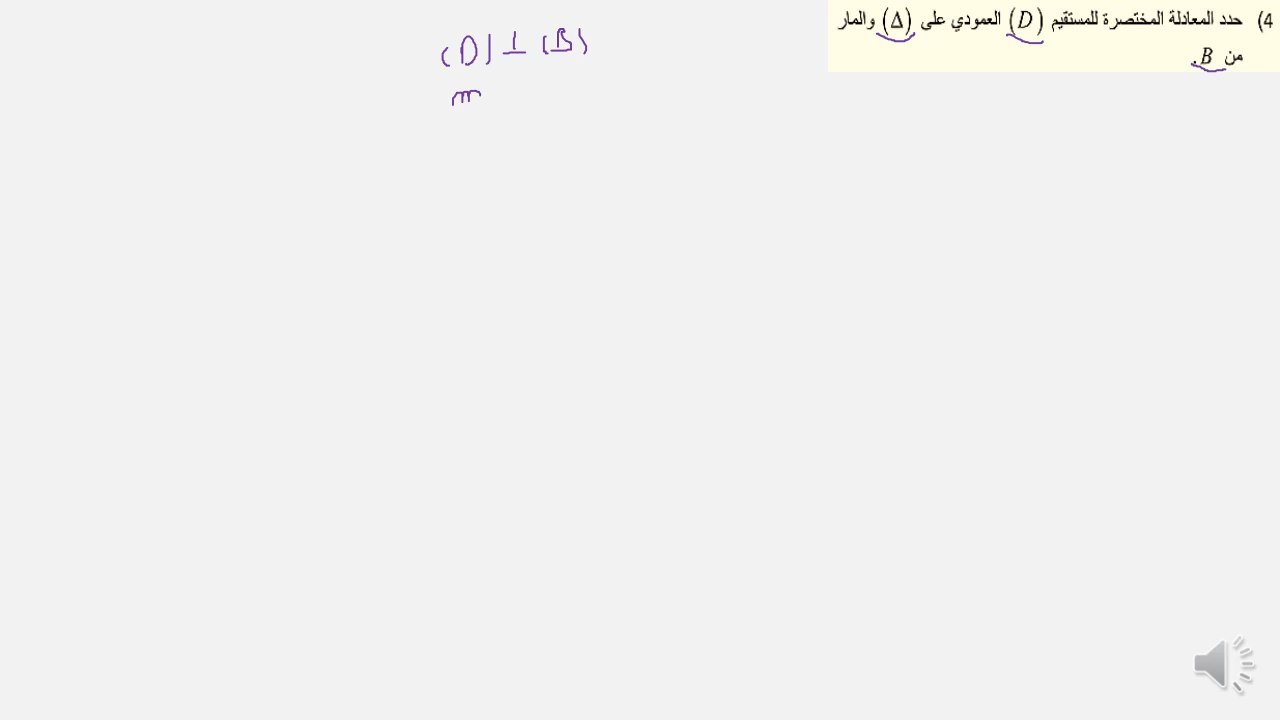 4) حدد المعادلة المختصرة للمستقيم (D) العمودي على (Δ) والمار
من B.
(D) ⊥ (B)
m